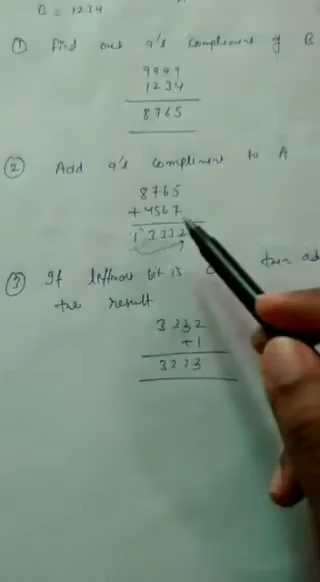 B = 1234
① Find out 9's complement of B
9999
1234
8765
② Add 9's complement to A
8765
+4567
13332
③ If leftmost bit is
the result
3332
+1
3333